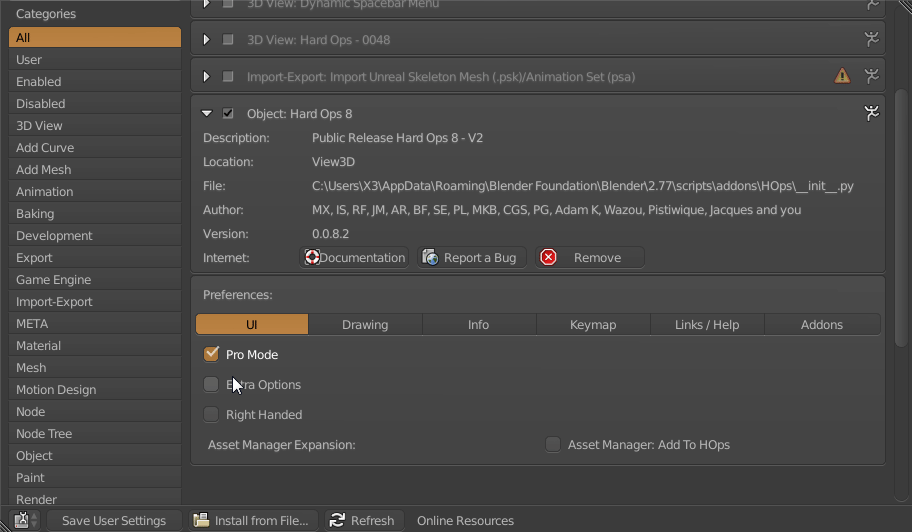 Categories
All
User
Enabled
Disabled
3D View
Add Curve
Add Mesh
Animation
Baking
Development
Export
Game Engine
Import-Export
META
Material
Mesh
Motion Design
Node
Node Tree
Object
Paint
Render
3D View: Dynamic Spacebar Menu
3D View: Hard Ops - 0048
Import-Export: Import Unreal Skeleton Mesh (.psk)/Animation Set (psa)
Object: Hard Ops 8
Description: Public Release Hard Ops 8 - V2
Location: View3D
File: C:\Users\X3\AppData\Roaming\Blender Foundation\Blender\2.77\scripts\addons\HOps\__init__.py
Author: MX, IS, RF, JM, AR, BF, SE, PL, MKB, CGS, PG, Adam K, Wazou, Pistiwique, Jacques and you
Version: 0.0.8.2
Internet: Documentation Report a Bug Remove
Preferences:
UI Drawing Info Keymap Links / Help Addons
Pro Mode
Extra Options
Right Handed
Asset Manager Expansion: Asset Manager: Add To HOps
Save User Settings Install from File... Refresh Online Resources